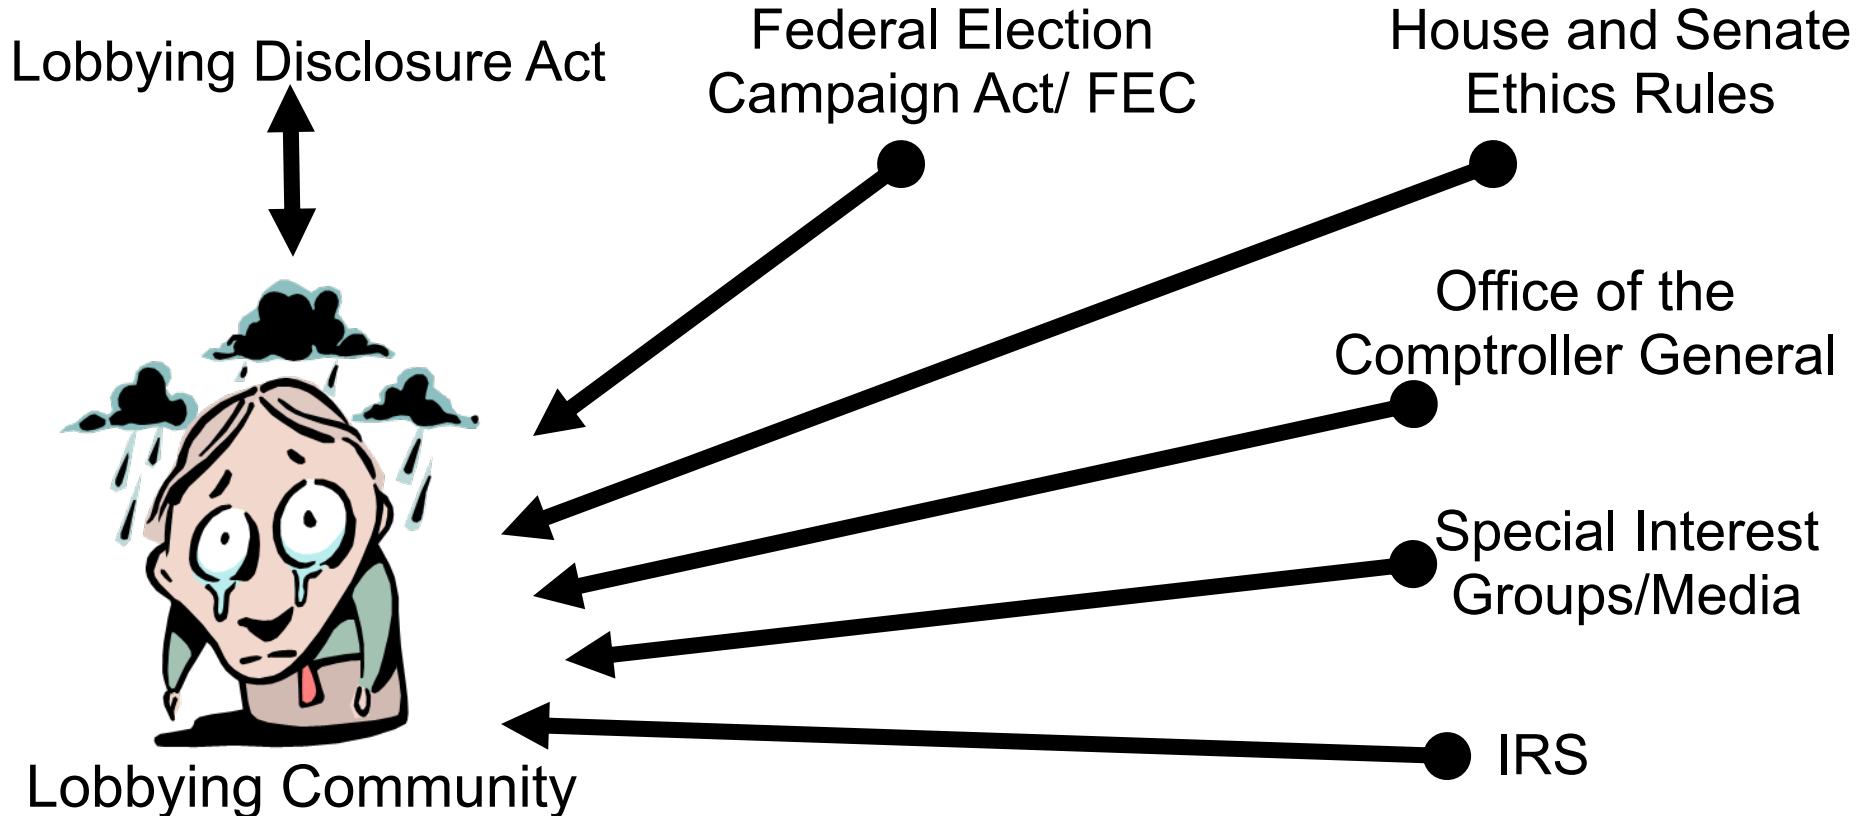 Lobbying Disclosure Act
Federal Election
Campaign Act/ FEC
House and Senate
Ethics Rules
Office of the
Comptroller General
Special Interest
Groups/Media
IRS
Lobbying Community